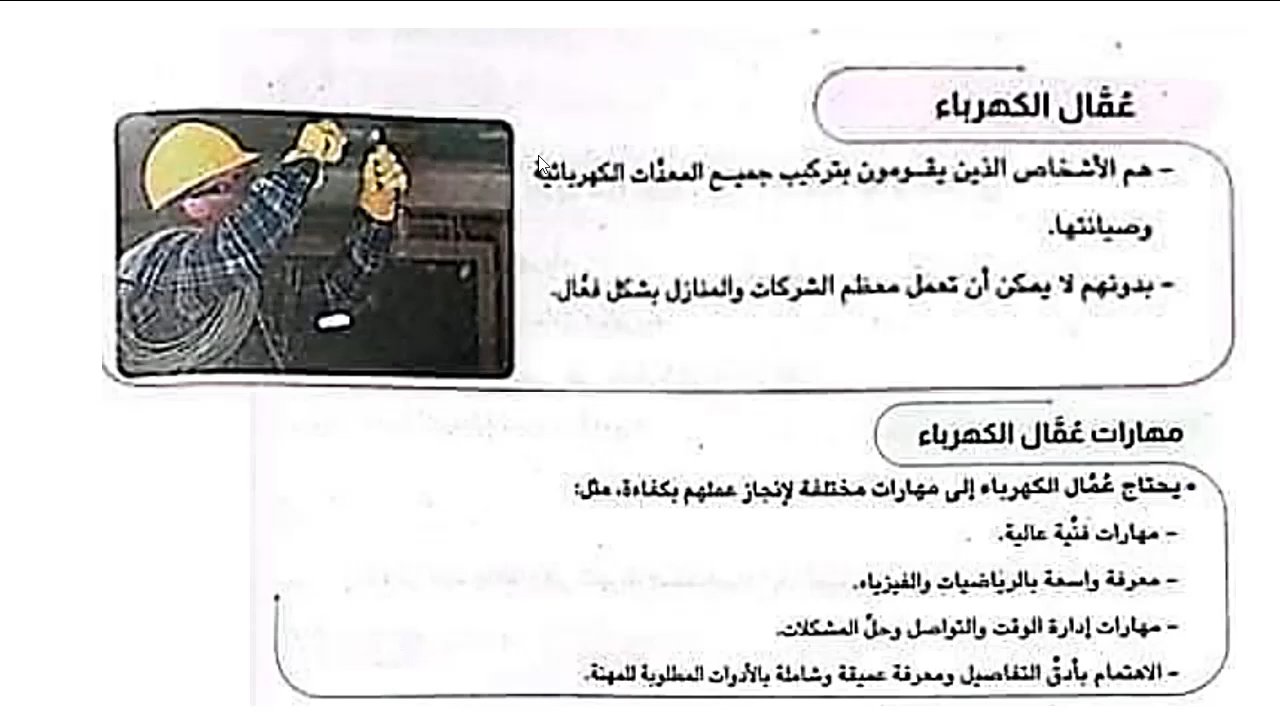 عُمَّال الكهرباء
- هم الأشخاص الذين يقومون بتركيب جميع المعدَّات الكهربائية
وصيانتها.
- بدونهم لا يمكن أن تعمل معظم الشركات والمنازل بشكل فعَّال.
مهارات عُمَّال الكهرباء
• يحتاج عُمَّال الكهرباء إلى مهارات مختلفة لإنجاز عملهم بكفاءة، مثل:
- مهارات فنِّية عالية.
- معرفة واسعة بالرياضيات والفيزياء.
- مهارات إدارة الوقت والتواصل وحلِّ المشكلات.
- الاهتمام بأدقِّ التفاصيل ومعرفة عميقة وشاملة بالأدوات المطلوبة للمهنة.